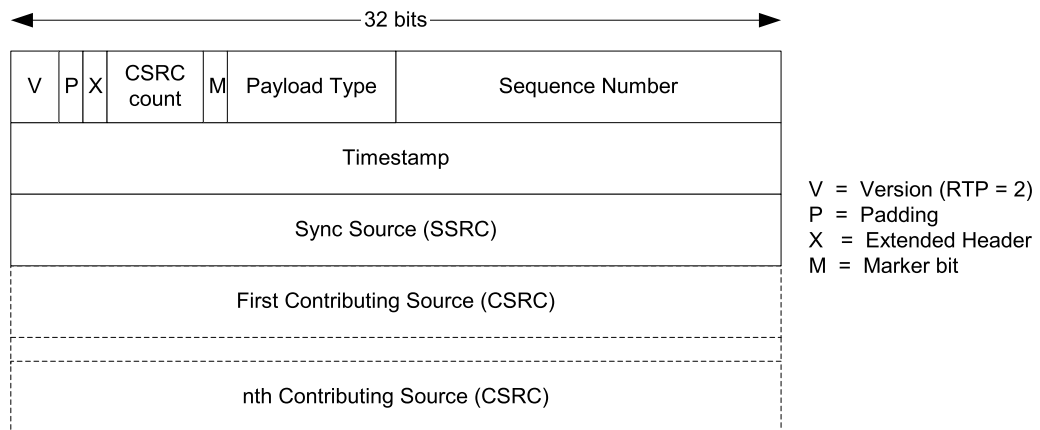 32 bits
V P X CSRC count M Payload Type Sequence Number
Timestamp
Sync Source (SSRC)
First Contributing Source (CSRC)
nth Contributing Source (CSRC)
V = Version (RTP = 2)
P = Padding
X = Extended Header
M = Marker bit